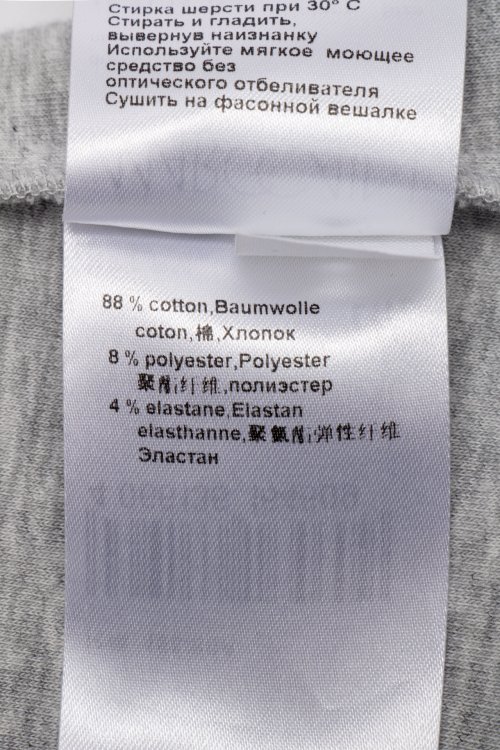 Стирка шерсти при 30° С
Стирать и гладить,
вывернув наизнанку
Используйте мягкое моющее
средство без
оптического отбеливателя
Сушить на фасонной вешалке
88 % cotton,Baumwolle
coton,棉,Хлопок
8 % polyester,Polyester
聚酯纤维,полиэстер
4 % elastane,Elastan
elasthanne,聚氨酯弹性纤维
Эластан